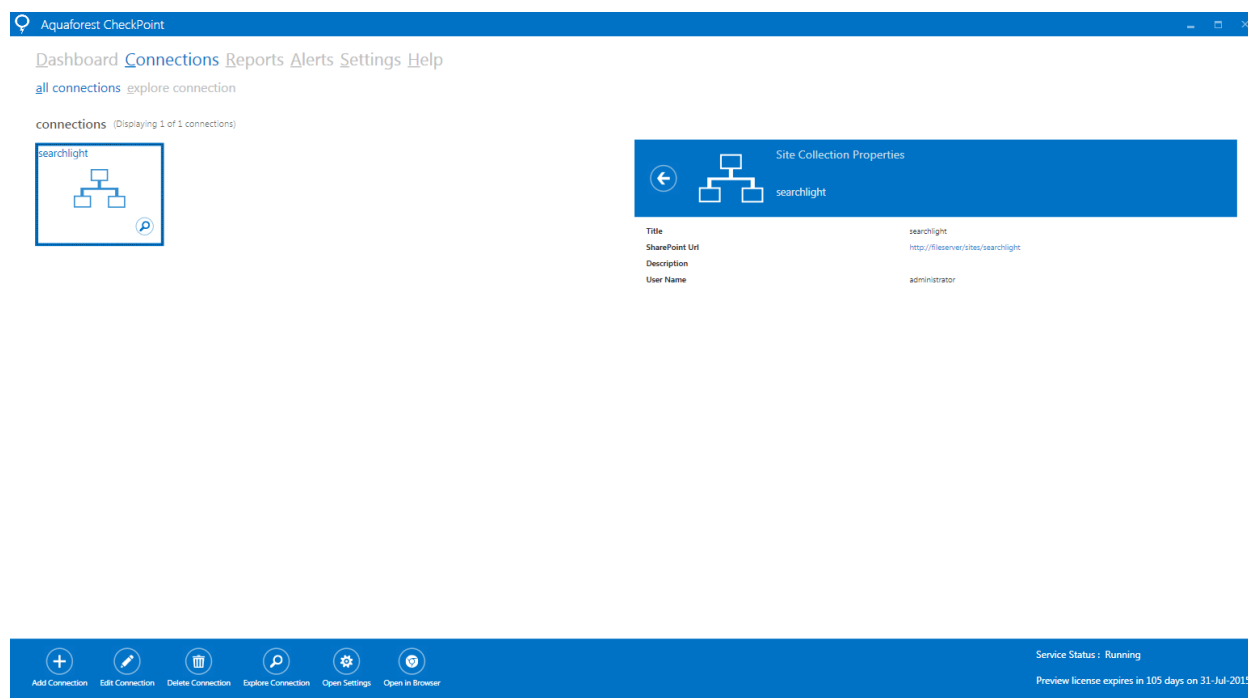 Aquaforest CheckPoint
Dashboard Connections Reports Alerts Settings Help
all connections explore connection
connections (Displaying 1 of 1 connections)
searchlight
Site Collection Properties
searchlight
Title searchlight
SharePoint Url http://fileserver/sites/searchlight
Description
User Name administrator
Add Connection Edit Connection Delete Connection Explore Connection Open Settings Open in Browser
Service Status : Running
Preview license expires in 105 days on 31-Jul-2015